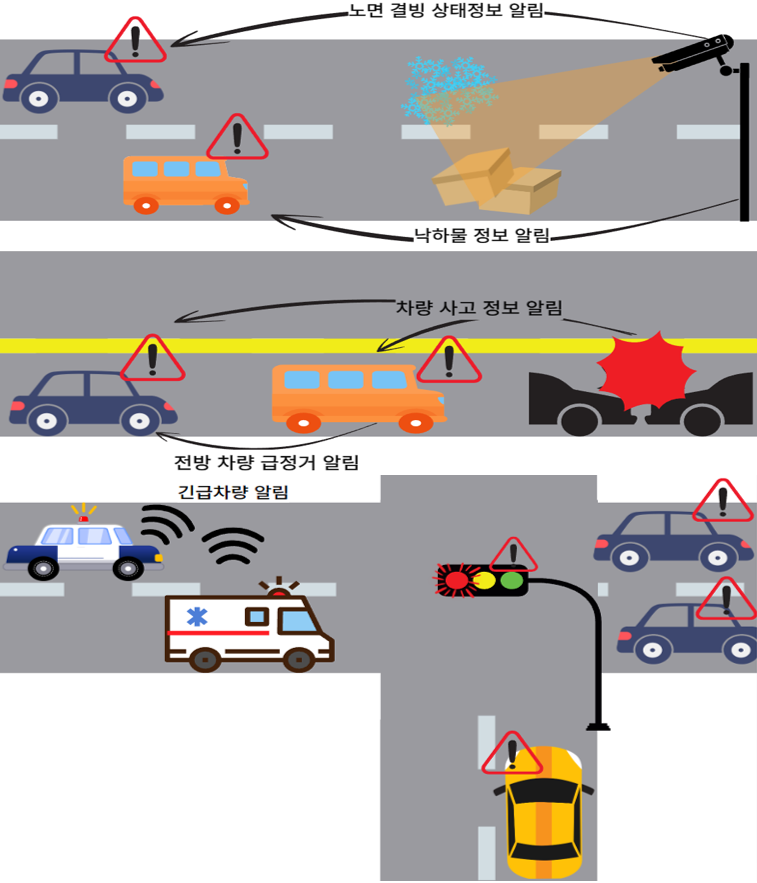 노면 결빙 상태정보 알림
낙하물 정보 알림
차량 사고 정보 알림
전방 차량 급정거 알림
긴급차량 알림